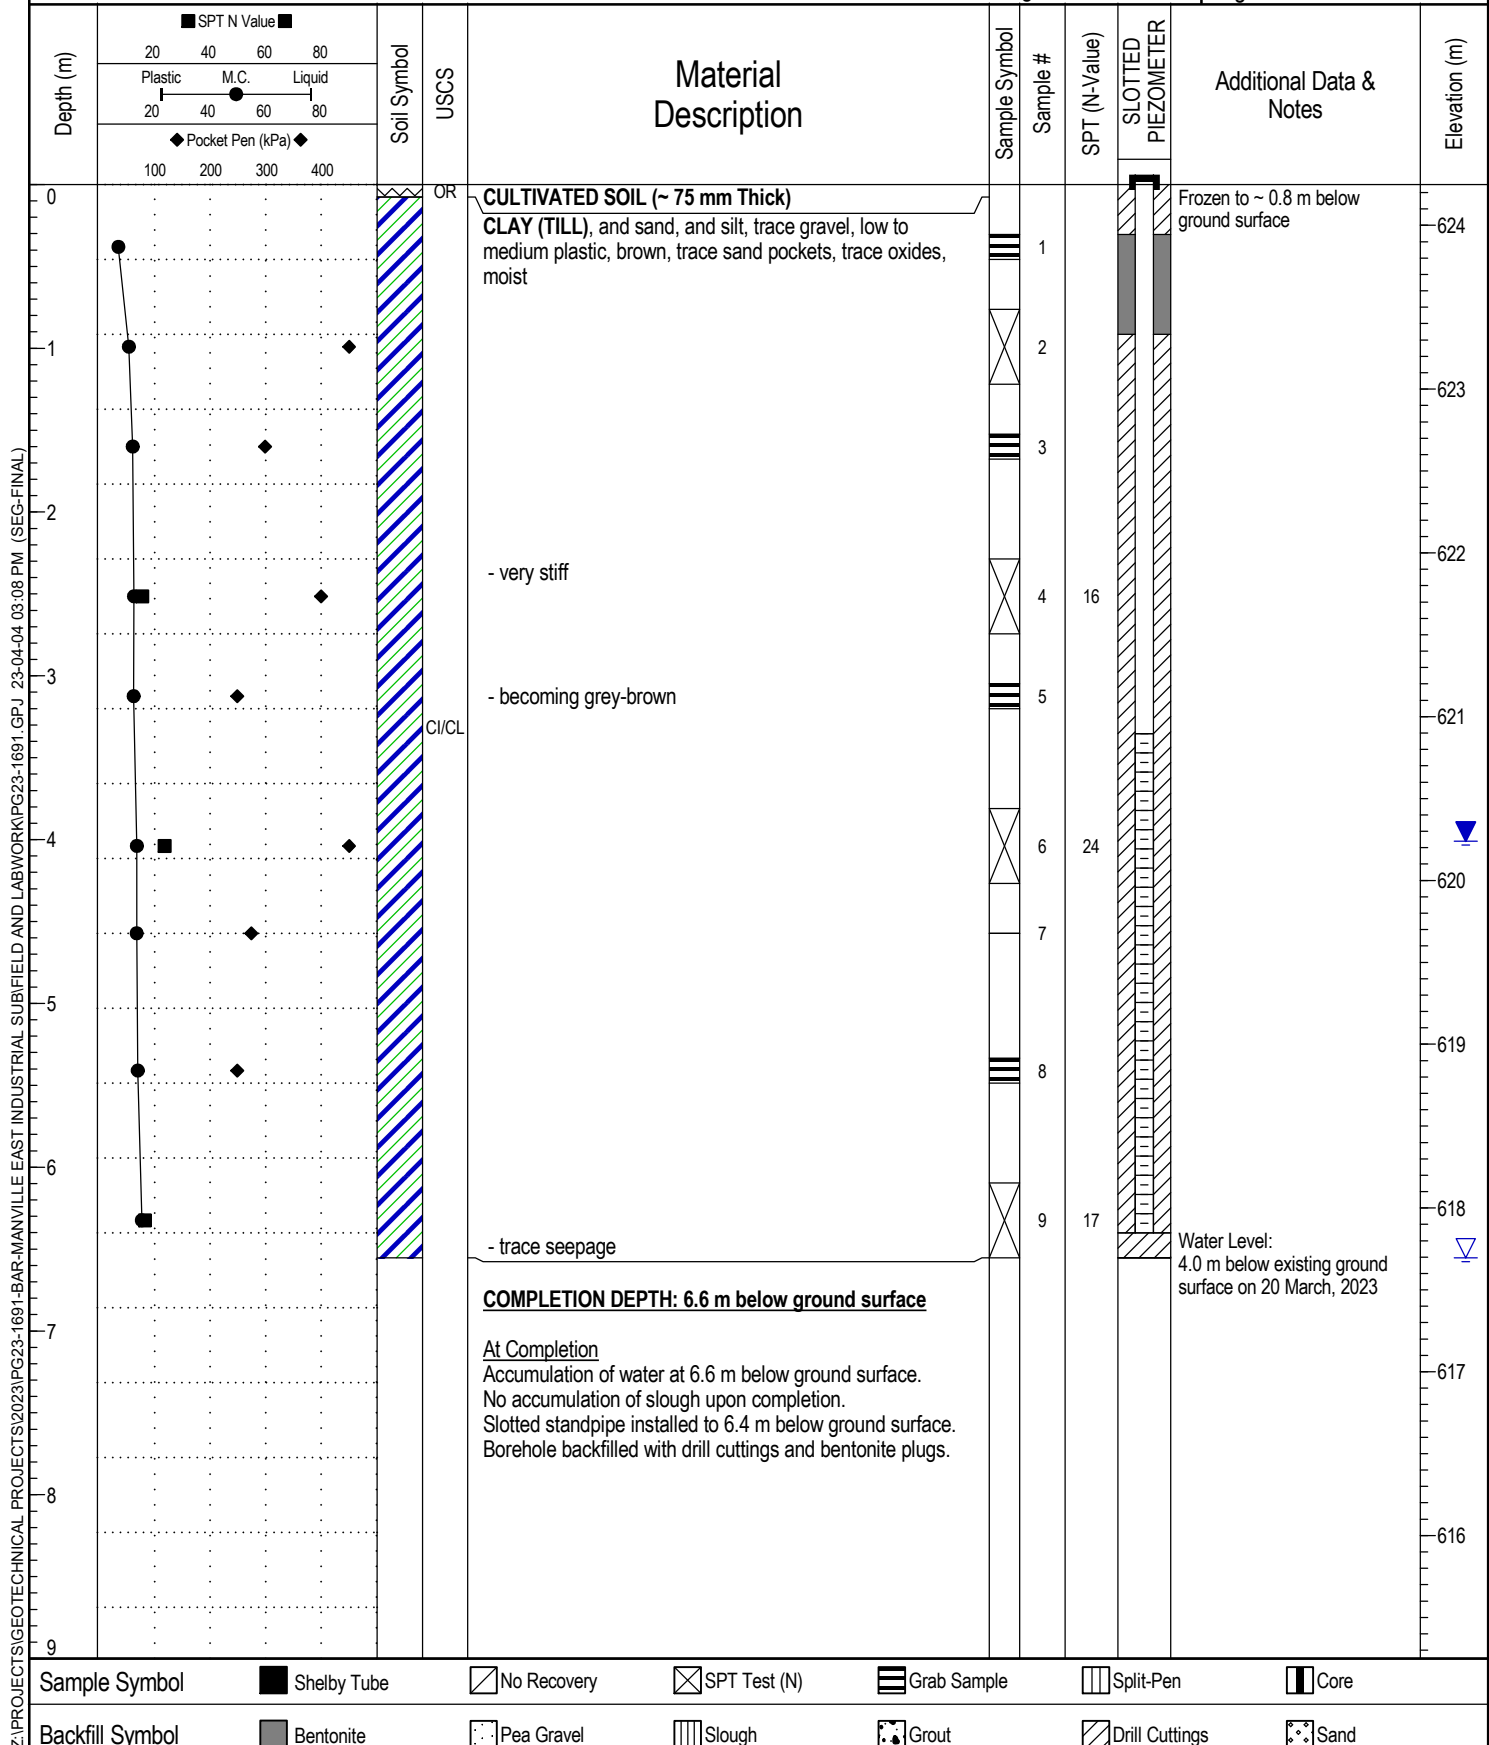 SPT N Value
20 40 60 80
Plastic M.C. Liquid
20 40 60 80
Pocket Pen (kPa)
100 200 300 400
Depth (m)
Soil Symbol
USCS
Material
Description
Sample Symbol
Sample #
SPT (N-Value)
SLOTTED
PIEZOMETER
Additional Data &
Notes
Elevation (m)
0
1
2
3
4
5
6
7
8
9
OR
CI/CL
CULTIVATED SOIL (~ 75 mm Thick)
CLAY (TILL), and sand, and silt, trace gravel, low to
medium plastic, brown, trace sand pockets, trace oxides,
moist
- very stiff
- becoming grey-brown
- trace seepage
COMPLETION DEPTH: 6.6 m below ground surface
At Completion
Accumulation of water at 6.6 m below ground surface.
No accumulation of slough upon completion.
Slotted standpipe installed to 6.4 m below ground surface.
Borehole backfilled with drill cuttings and bentonite plugs.
1
2
3
4 16
5
6 24
7
8
9 17
Frozen to ~ 0.8 m below
ground surface
Water Level:
4.0 m below existing ground
surface on 20 March, 2023
624
623
622
621
620
619
618
617
616
Z:\PROJECTS\GEOTECHNICAL PROJECTS\2023\PG23-1691-BAR-MANVILLE EAST INDUSTRIAL SUB\FIELD AND LABWORK\PG23-1691.GPJ 23-04-04 03:08 PM (SEG-FINAL)
Sample Symbol Shelby Tube No Recovery SPT Test (N) Grab Sample Split-Pen Core
Backfill Symbol Bentonite Pea Gravel Slough Grout Drill Cuttings Sand